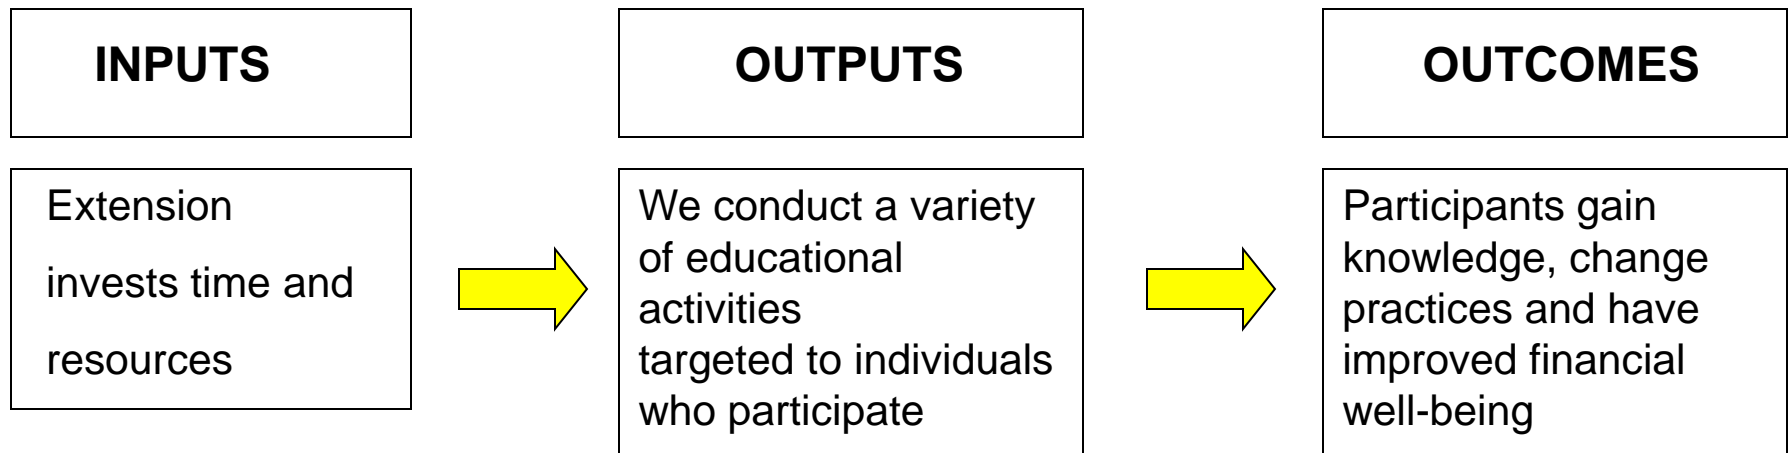 INPUTS
OUTPUTS
OUTCOMES
Extension
invests time and
resources
We conduct a variety
of educational
activities
targeted to individuals
who participate
Participants gain
knowledge, change
practices and have
improved financial
well-being